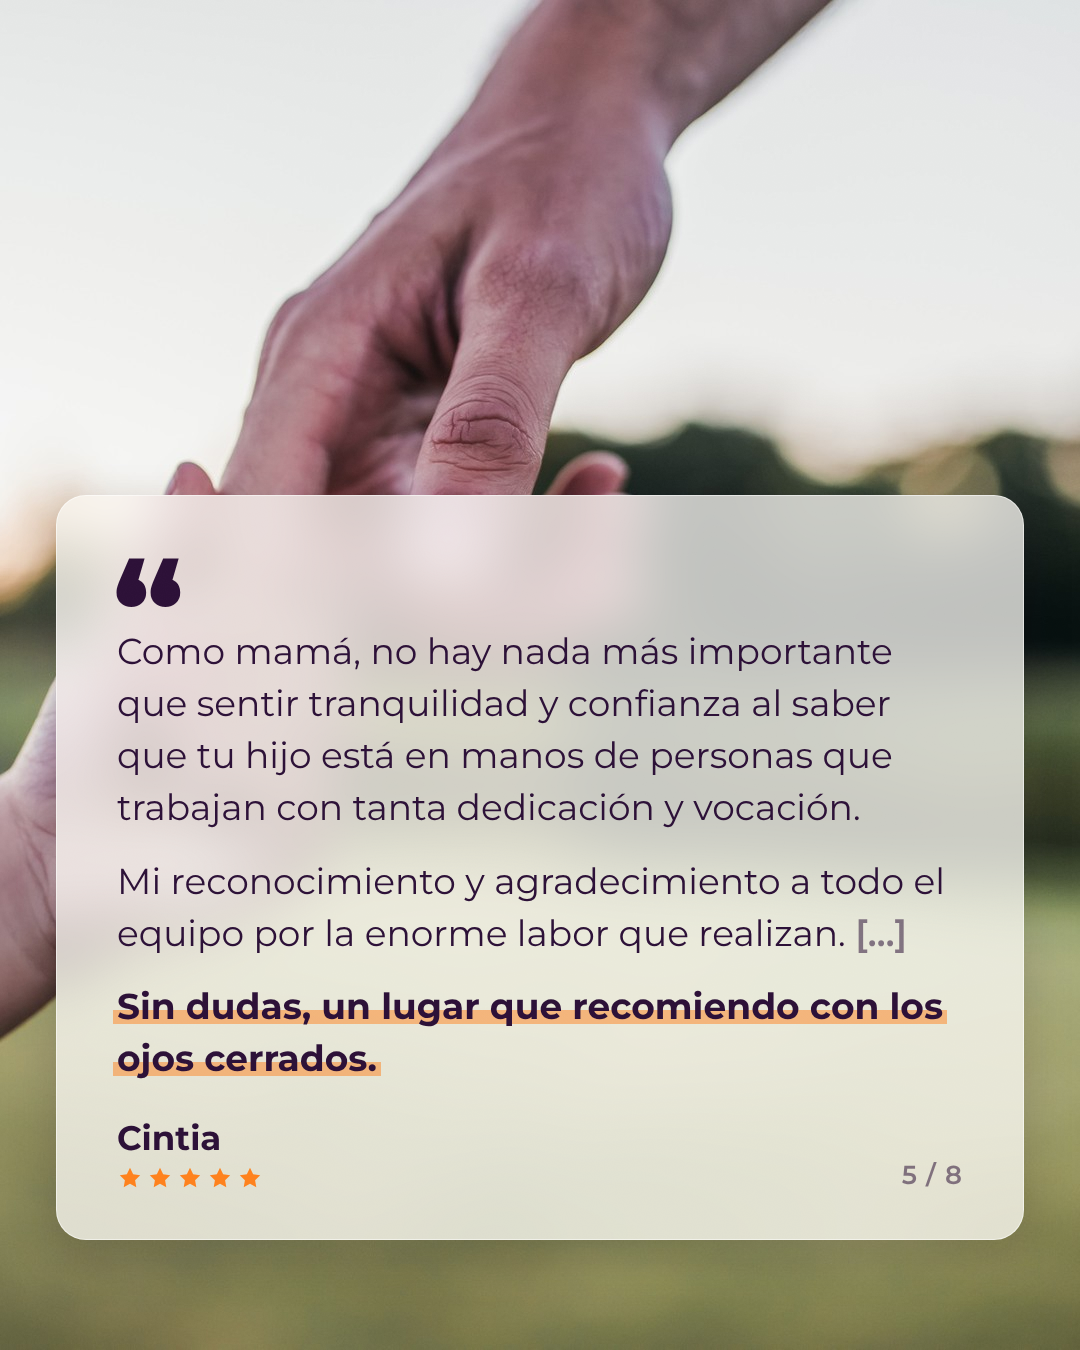 “
Como mamá, no hay nada más importante
que sentir tranquilidad y confianza al saber
que tu hijo está en manos de personas que
trabajan con tanta dedicación y vocación.
Mi reconocimiento y agradecimiento a todo el
equipo por la enorme labor que realizan. [...]
Sin dudas, un lugar que recomiendo con los
ojos cerrados.
Cintia
5 / 8